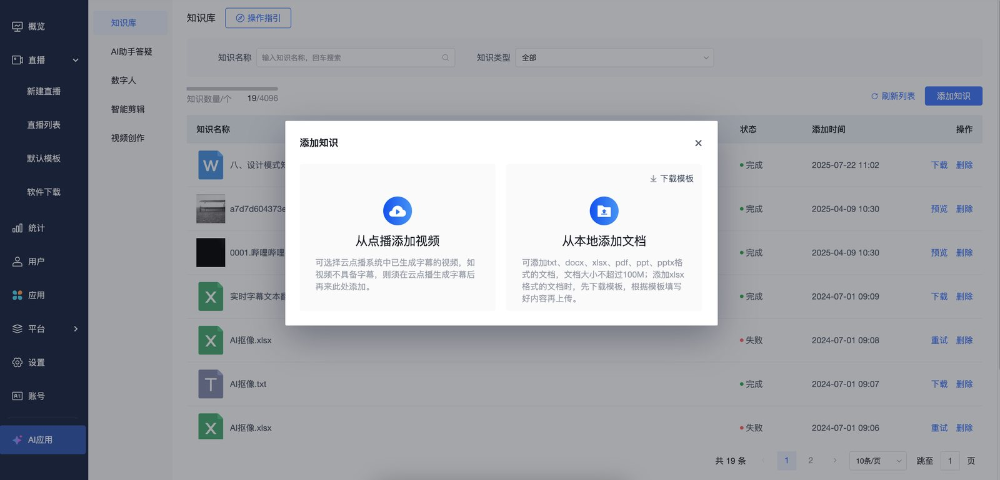 概览
直播
新建直播
直播列表
默认模板
软件下载
统计
用户
应用
平台
设置
账号
AI应用
知识库
AI助手答疑
数字人
智能剪辑
视频创作
知识库 操作指引
知识名称 输入知识名称，回车搜索 知识类型 全部
知识数量/个 19/4096 刷新列表 添加知识
知识名称 状态 添加时间 操作
八、设计模式 完成 2025-07-22 11:02 下载 删除
a7d7d604373 完成 2025-04-09 10:30 预览 删除
0001.哔哩哔哩 完成 2025-04-09 10:30 预览 删除
实时字幕文本 完成 2024-07-01 09:09 下载 删除
AI抠像.xlsx 失败 2024-07-01 09:08 重试 删除
AI抠像.txt 完成 2024-07-01 09:07 下载 删除
AI抠像.xlsx 失败 2024-07-01 09:06 重试 删除
共 19 条 1 2 10条/页 跳至 1 页
添加知识
从点播添加视频
可选择云点播系统中已生成字幕的视频，如
视频不具备字幕，则须在云点播生成字幕后
再来此处添加。
下载模板
从本地添加文档
可添加txt、docx、xlsx、pdf、ppt、pptx格
式的文档，文档大小不超过100M；添加xlsx
格式的文档时，先下载模板，根据模板填写
好内容再上传。